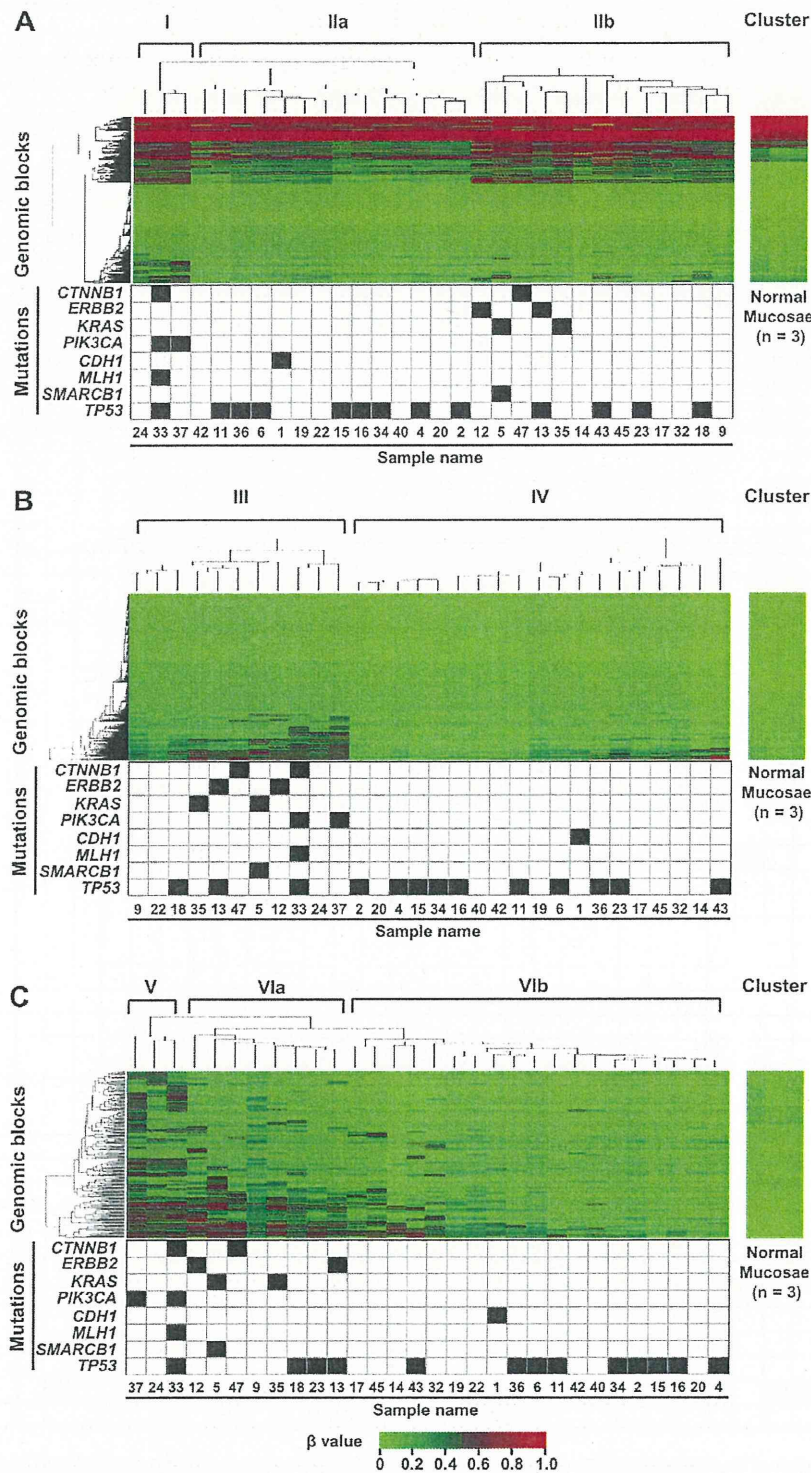 A
I IIa IIb Cluster
Genomic blocks
Mutations
CTNNB1
ERBB2
KRAS
PIK3CA
CDH1
MLH1
SMARCB1
TP53
Normal
Mucosae
(n = 3)
24 33 37 42 11 36 6 1 19 22 15 16 34 40 4 20 2 12 5 47 13 35 14 43 45 23 17 32 18 9
Sample name
B
III IV Cluster
Genomic blocks
Mutations
CTNNB1
ERBB2
KRAS
PIK3CA
CDH1
MLH1
SMARCB1
TP53
Normal
Mucosae
(n = 3)
9 22 18 35 13 47 5 12 33 24 37 2 20 4 15 34 16 40 42 11 19 6 1 36 23 17 45 32 14 43
Sample name
C
V VIa VIb Cluster
Genomic blocks
Mutations
CTNNB1
ERBB2
KRAS
PIK3CA
CDH1
MLH1
SMARCB1
TP53
Normal
Mucosae
(n = 3)
37 24 33 12 5 47 9 35 18 23 13 17 45 14 43 32 19 22 1 36 6 11 42 40 34 2 15 16 20 4
Sample name
β value
0 0.2 0.4 0.6 0.8 1.0